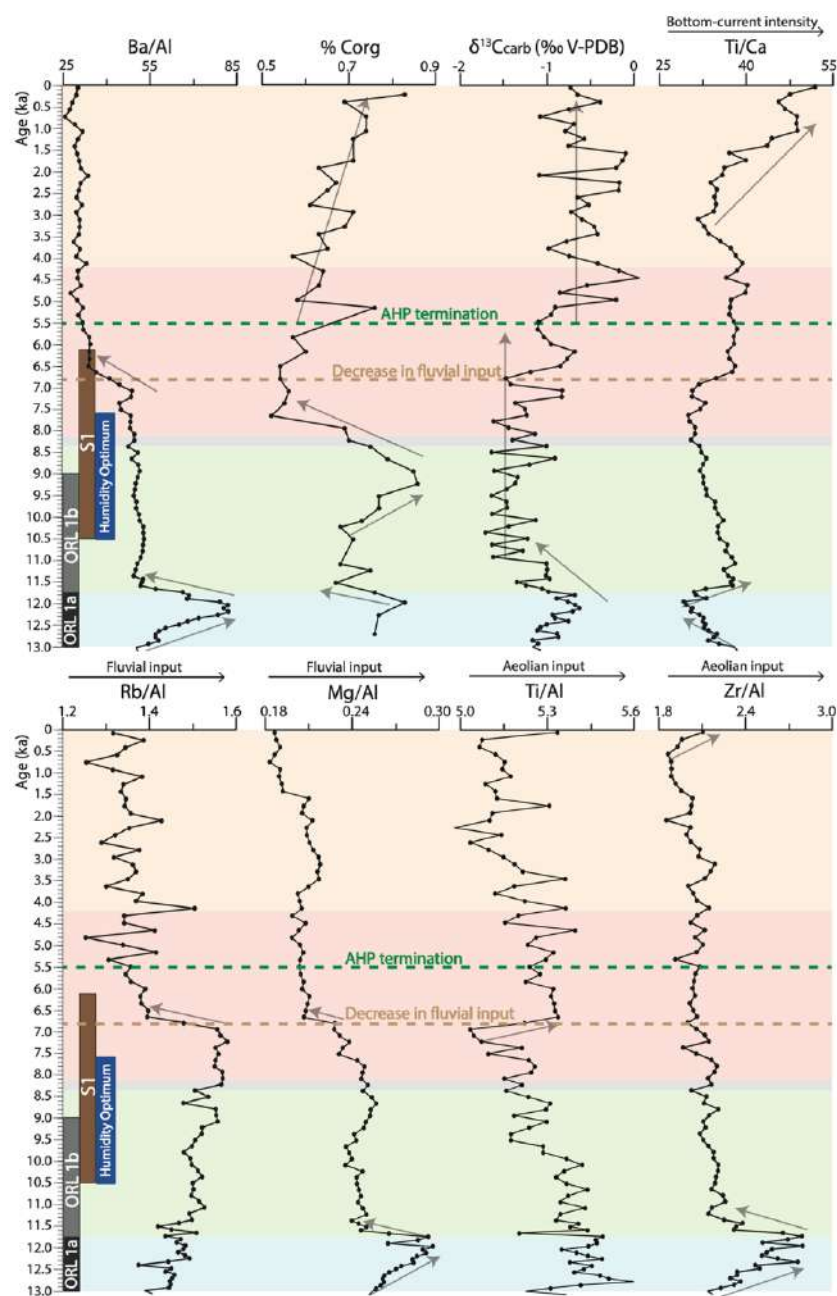 Bottom-current intensity
Ba/Al
% Corg
δ13Ccarb (‰ V-PDB)
Ti/Ca
25 55 85
0.5 0.7 0.9
-2 -1 0
25 40 55
Age (ka)
0
0.5
1.0
1.5
2.0
2.5
3.0
3.5
4.0
4.5
5.0
5.5
6.0
6.5
7.0
7.5
8.0
8.5
9.0
9.5
10.0
10.5
11.0
11.5
12.0
12.5
13.0
AHP termination
Decrease in fluvial input
S1
Humidity Optimum
ORL 1b
ORL 1a
Fluvial input
Fluvial input
Aeolian input
Aeolian input
Rb/Al
Mg/Al
Ti/Al
Zr/Al
1.2 1.4 1.6
0.18 0.24 0.30
5.0 5.3 5.6
1.8 2.4 3.0
Age (ka)
0
0.5
1.0
1.5
2.0
2.5
3.0
3.5
4.0
4.5
5.0
5.5
6.0
6.5
7.0
7.5
8.0
8.5
9.0
9.5
10.0
10.5
11.0
11.5
12.0
12.5
13.0
AHP termination
Decrease in fluvial input
S1
Humidity Optimum
ORL 1b
ORL 1a